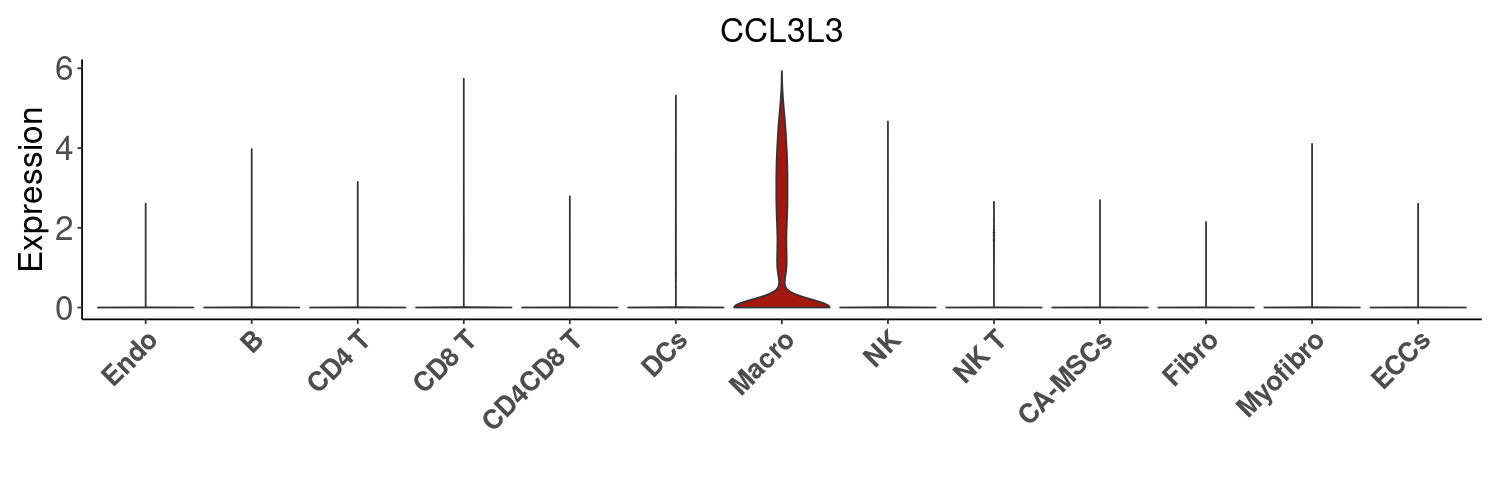 CCL3L3
Expression
6
4
2
0
Endo
B
CD4 T
CD8 T
CD4CD8 T
DCs
Macro
NK
NK T
CA-MSCs
Fibro
Myofibro
ECCs